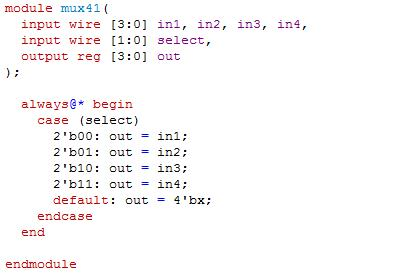 module mux41(
  input wire [3:0] in1, in2, in3, in4,
  input wire [1:0] select,
  output reg [3:0] out
);
  always@* begin
    case (select)
      2'b00: out = in1;
      2'b01: out = in2;
      2'b10: out = in3;
      2'b11: out = in4;
      default: out = 4'bx;
    endcase
  end
endmodule